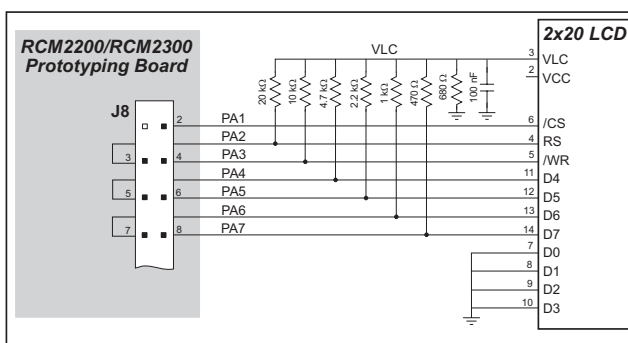 RCM2200/RCM2300
Prototyping Board
2x20 LCD
VLC
3 VLC
2 VCC
20 kΩ
10 kΩ
4.7 kΩ
2.2 kΩ
1 kΩ
470 Ω
680 Ω
100 nF
J8
2 PA1 6 /CS
PA2 4 RS
3 4 PA3 5 /WR
PA4 11 D4
5 6 PA5 12 D5
PA6 13 D6
7 8 PA7 14 D7
7 D0
8 D1
9 D2
10 D3